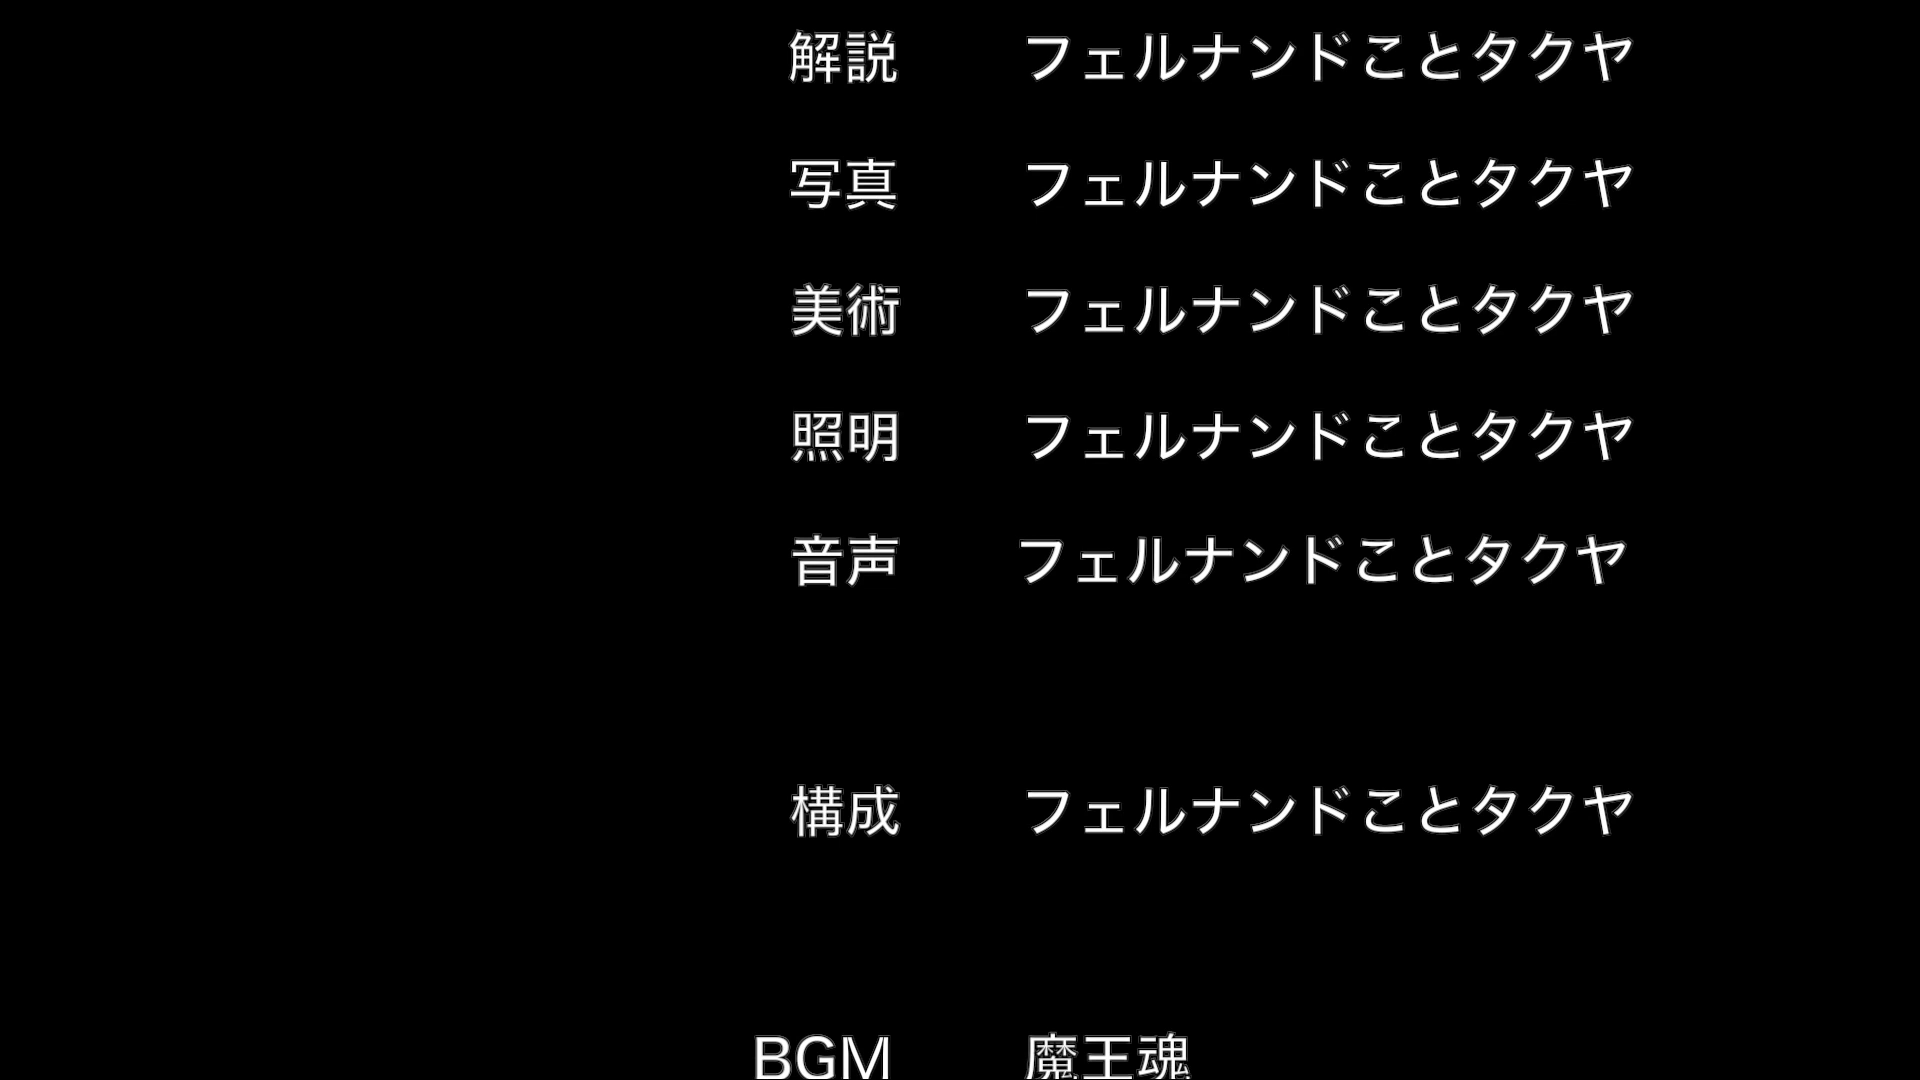 解説 フェルナンドことタクヤ
写真 フェルナンドことタクヤ
美術 フェルナンドことタクヤ
照明 フェルナンドことタクヤ
音声 フェルナンドことタクヤ
構成 フェルナンドことタクヤ
BGM 魔王魂